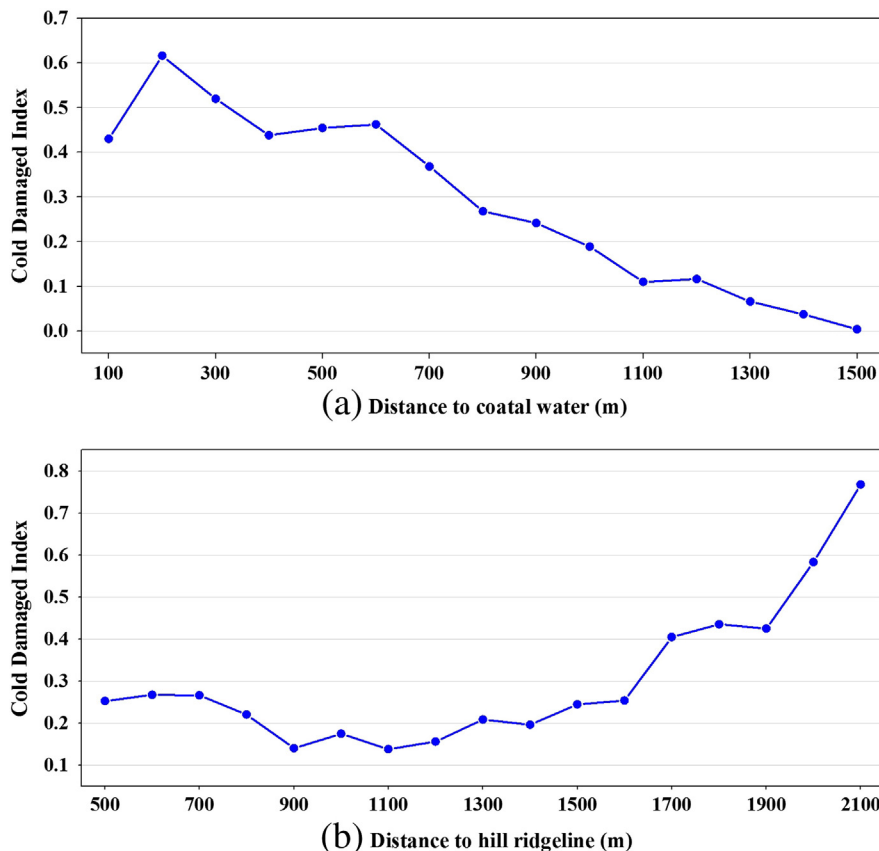 0.7
0.6
0.5
0.4
0.3
0.2
0.1
0.0
Cold Damaged Index
100 300 500 700 900 1100 1300 1500
(a) Distance to coatal water (m)
0.8
0.7
0.6
0.5
0.4
0.3
0.2
0.1
Cold Damaged Index
500 700 900 1100 1300 1500 1700 1900 2100
(b) Distance to hill ridgeline (m)